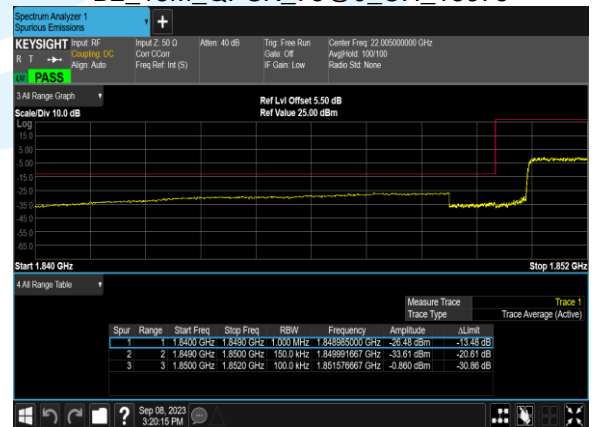 Spectrum Analyzer 1
Spurious Emissions
KEYSIGHT Input: RF Input Z: 50 Ω Atten: 40 dB Trig: Free Run Center Freq: 22.005000000 GHz
R T Coupling: DC Corr CCorr Gate: Off Avg|Hold: 100/100
Align: Auto Freq Ref: Int (S) IF Gain: Low Radio Std: None
LXI PASS
3 All Range Graph
Ref Lvl Offset 5.50 dB
Scale/Div 10.0 dB Ref Value 25.00 dBm
Log
15.0
5.00
-5.00
-15.0
-25.0
-35.0
-45.0
-55.0
-65.0
Start 1.840 GHz Stop 1.852 GHz
4 All Range Table
Measure Trace Trace 1
Trace Type Trace Average (Active)
Spur Range Start Freq Stop Freq RBW Frequency Amplitude ΔLimit
1 1 1.8400 GHz 1.8490 GHz 1.000 MHz 1.848985000 GHz -26.48 dBm -13.48 dB
2 2 1.8490 GHz 1.8500 GHz 150.0 kHz 1.849991667 GHz -33.61 dBm -20.61 dB
3 3 1.8500 GHz 1.8520 GHz 100.0 kHz 1.851576667 GHz -0.860 dBm -30.86 dB
Sep 08, 2023
3:20:15 PM